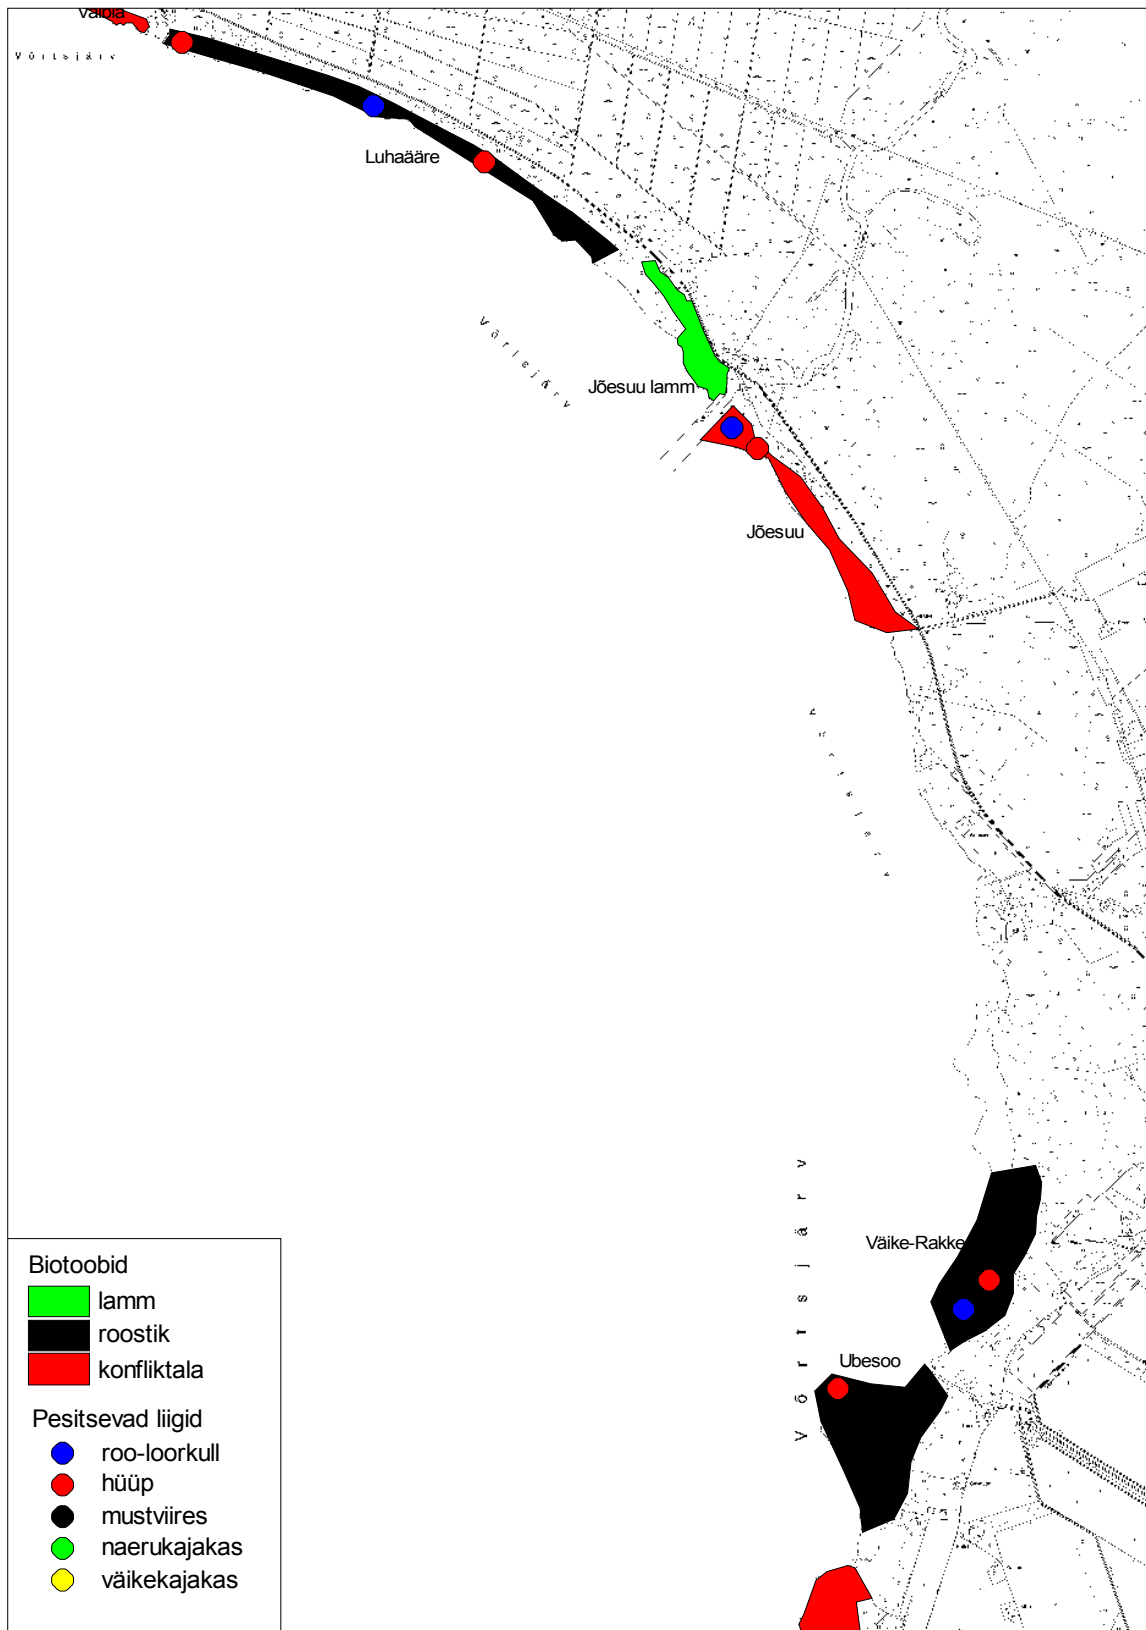 Vaibla
Võrtsjärv
Luhaääre
Võrtsjärv
Jõesuu lamm
Jõesuu
Võrtsjärv
Võrtsjärv
Väike-Rakke
Ubesoo
Biotoobid
lamm
roostik
konfliktala
Pesitsevad liigid
roo-loorkull
hüüp
mustviires
naerukajakas
väikekajakas